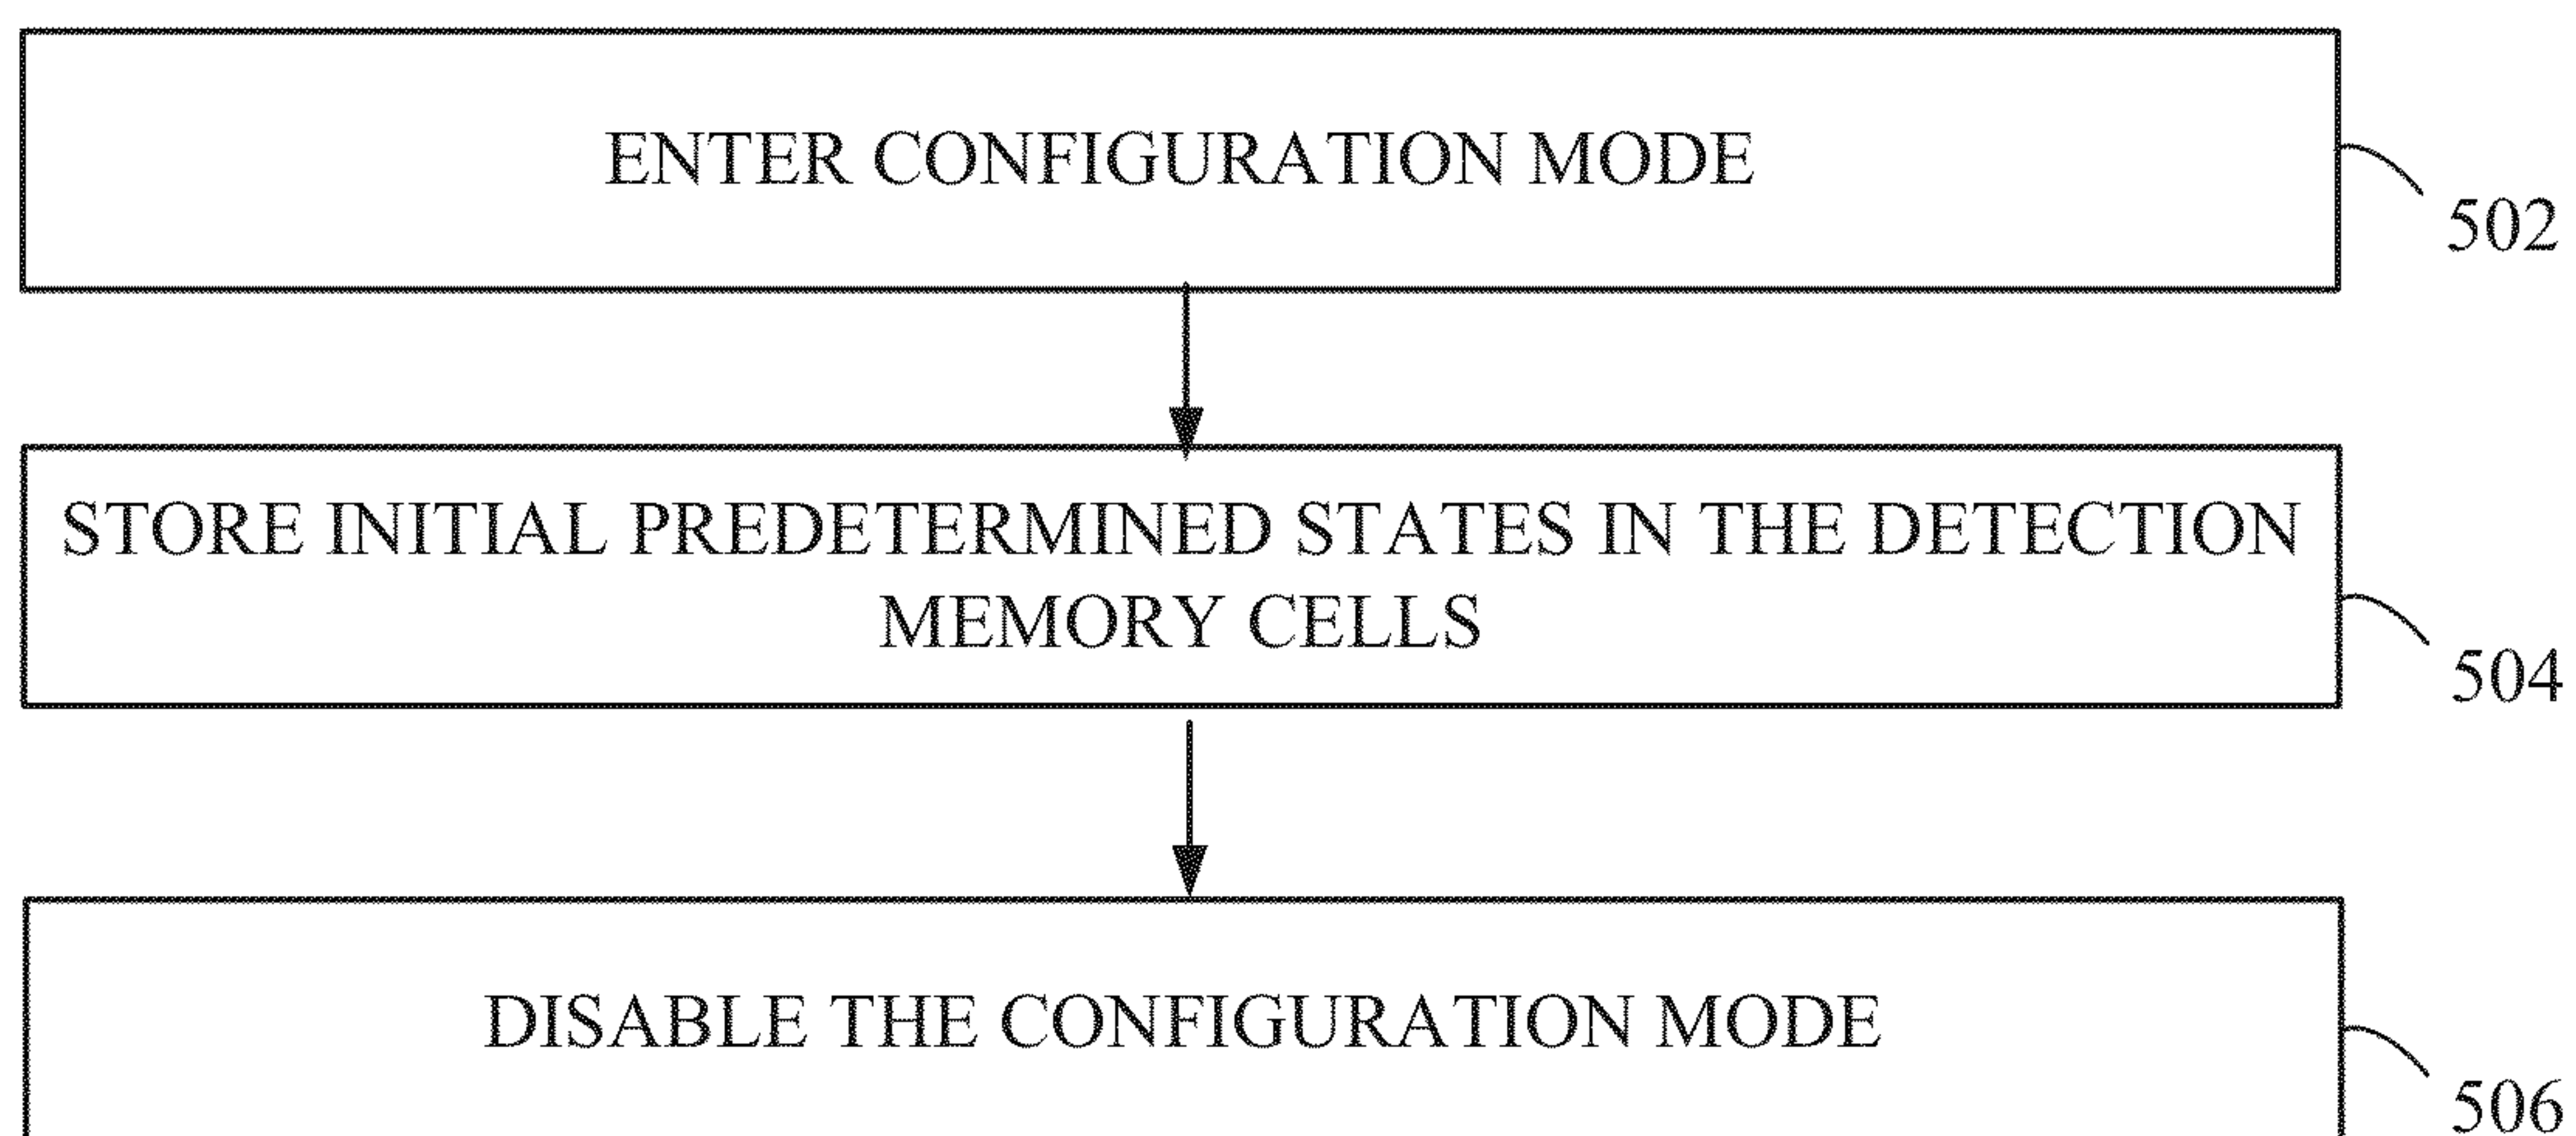 ENTER CONFIGURATION MODE
502
STORE INITIAL PREDETERMINED STATES IN THE DETECTION
MEMORY CELLS
504
DISABLE THE CONFIGURATION MODE
506